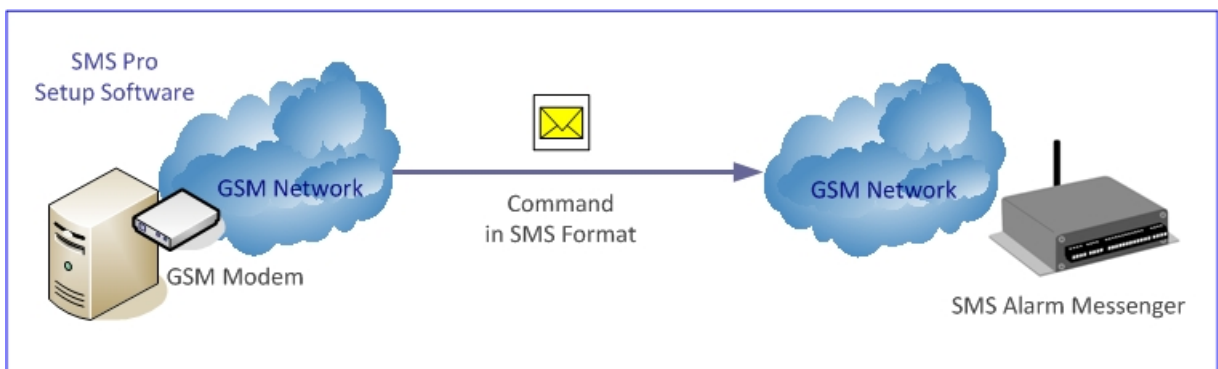 SMS Pro
Setup Software
GSM Network
GSM Modem
Command
in SMS Format
GSM Network
SMS Alarm Messenger